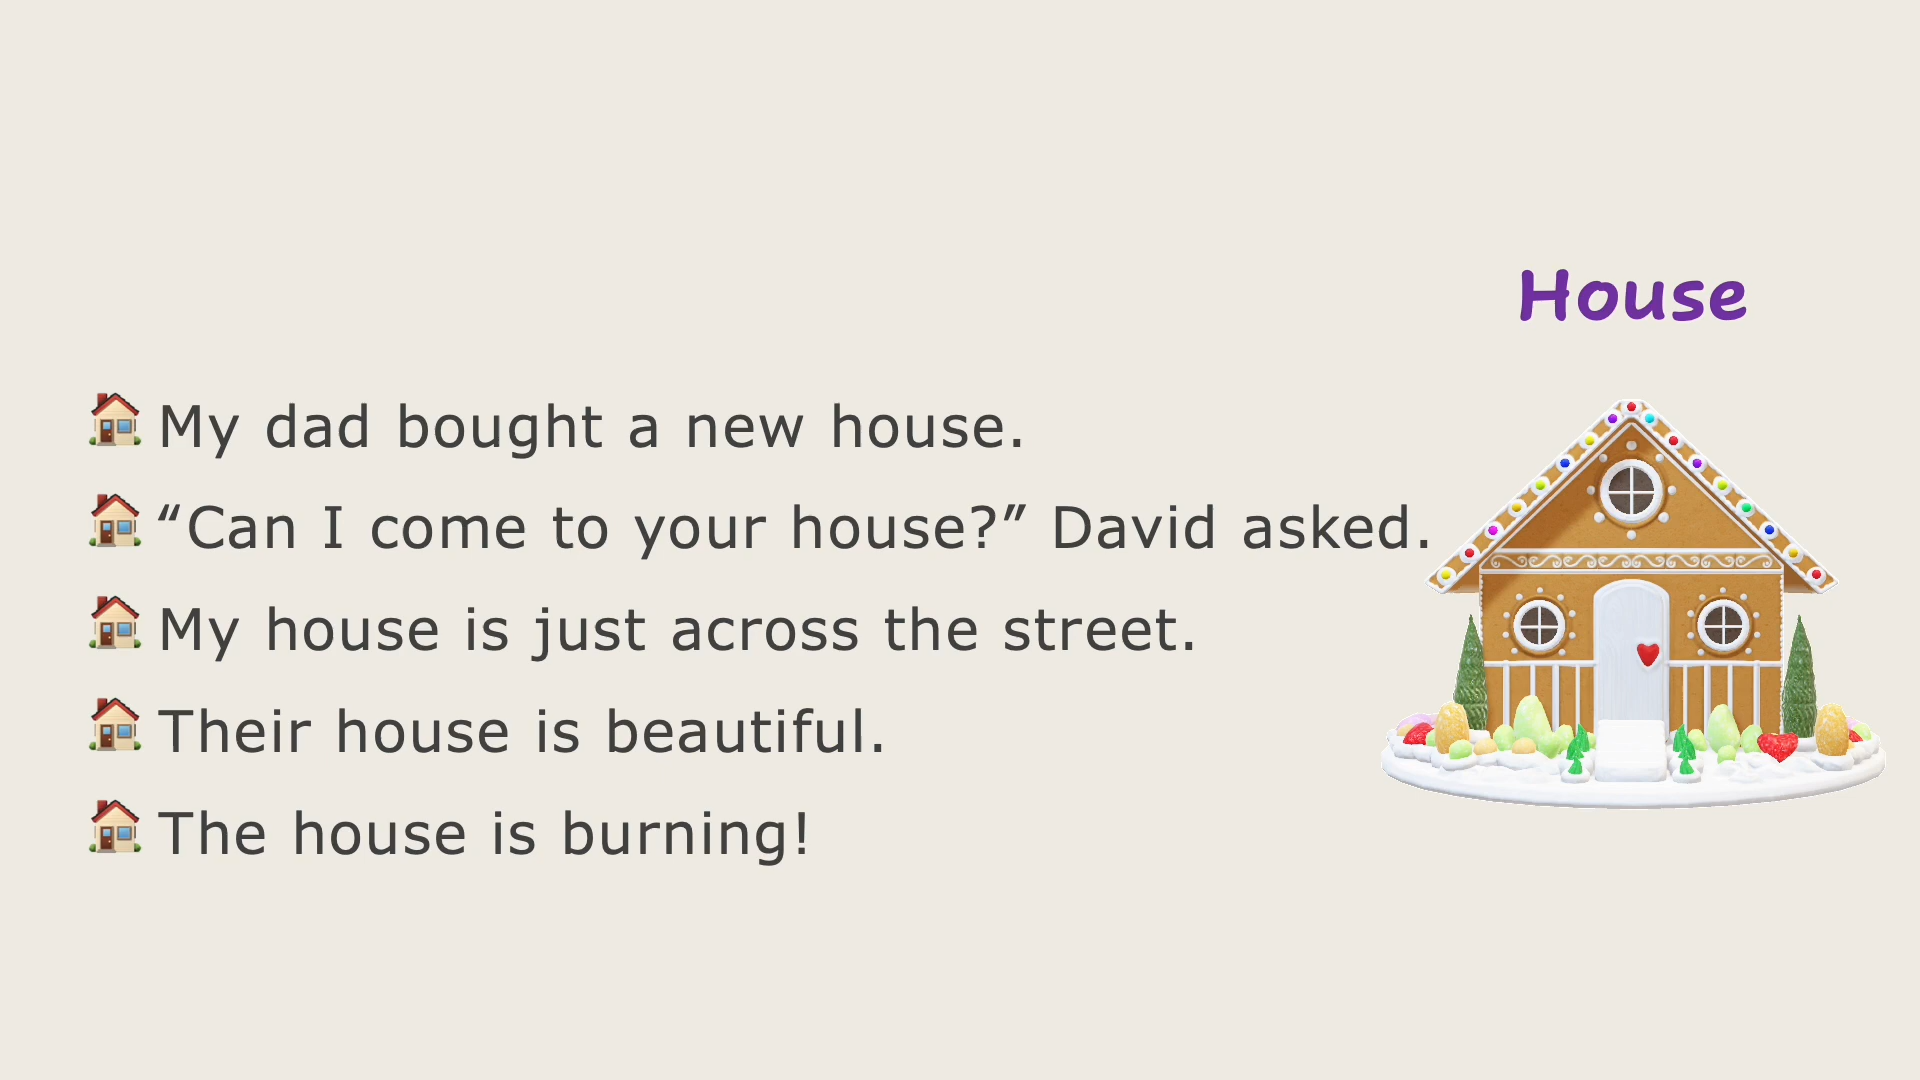 House
My dad bought a new house.
“Can I come to your house?” David asked.
My house is just across the street.
Their house is beautiful.
The house is burning!